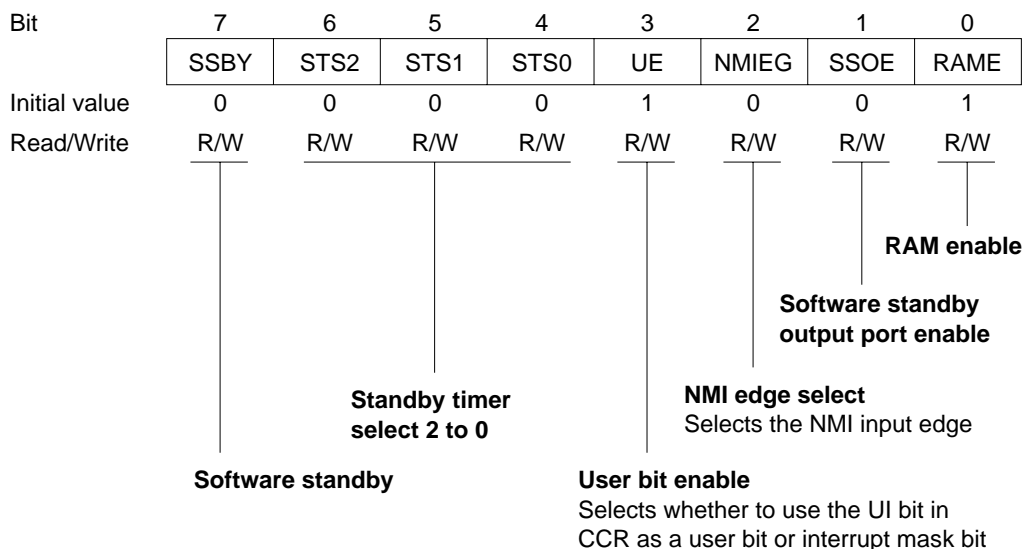 Bit 7 6 5 4 3 2 1 0
SSBY STS2 STS1 STS0 UE NMIEG SSOE RAME
Initial value 0 0 0 0 1 0 0 1
Read/Write R/W R/W R/W R/W R/W R/W R/W R/W
RAM enable
Software standby
output port enable
NMI edge select
Selects the NMI input edge
Standby timer
select 2 to 0
Software standby
User bit enable
Selects whether to use the UI bit in
CCR as a user bit or interrupt mask bit